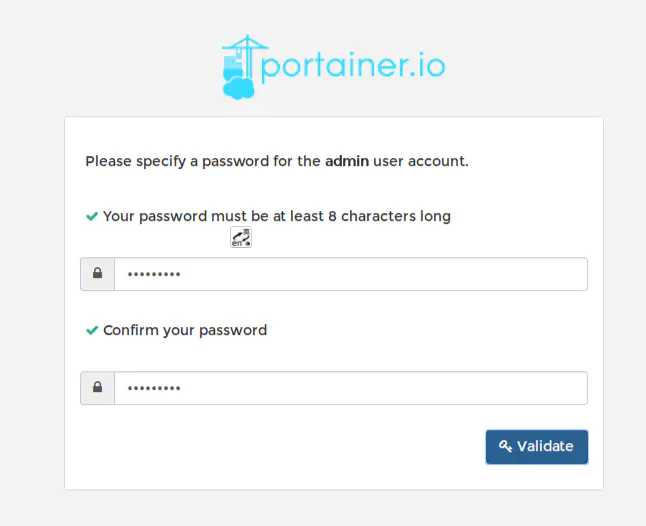 portainer.io
Please specify a password for the admin user account.
Your password must be at least 8 characters long
en 英
•••••••••
Confirm your password
•••••••••
Validate